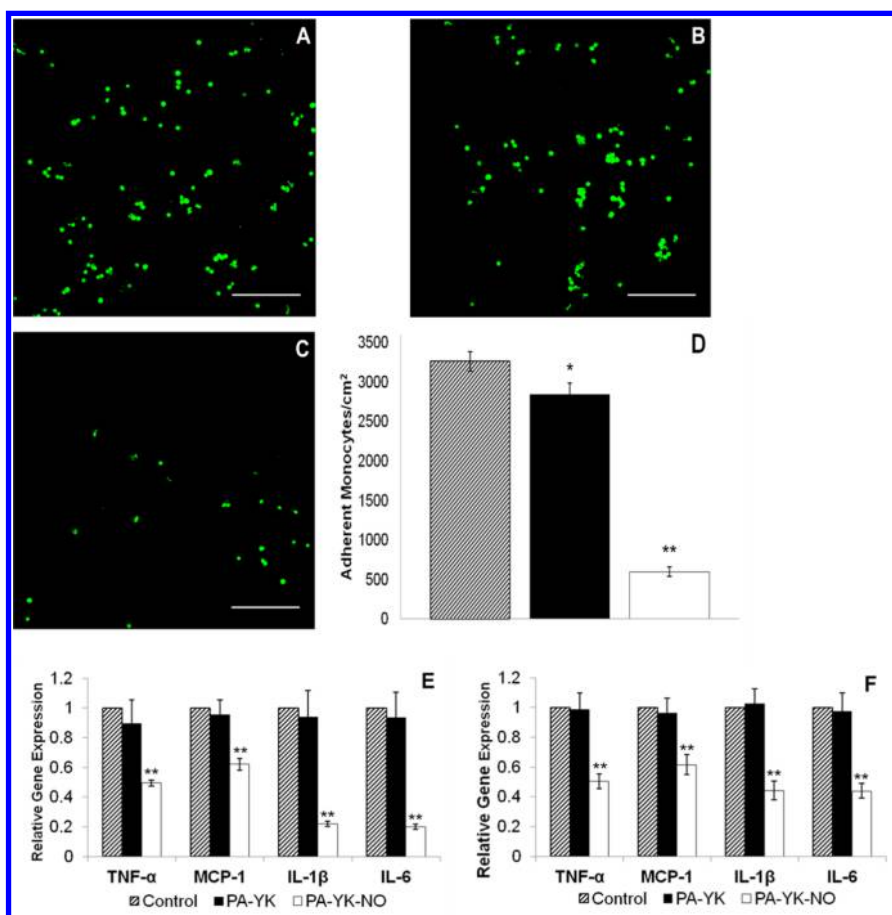 A
B
C
D
3500
3000
2500
2000
1500
1000
500
0
Adherent Monocytes/cm²
*
**
E
1.2
1
0.8
0.6
0.4
0.2
0
Relative Gene Expression
** ** ** **
TNF-α MCP-1 IL-1β IL-6
Control PA-YK PA-YK-NO
F
1.2
1
0.8
0.6
0.4
0.2
0
Relative Gene Expression
** ** ** **
TNF-α MCP-1 IL-1β IL-6
Control PA-YK PA-YK-NO